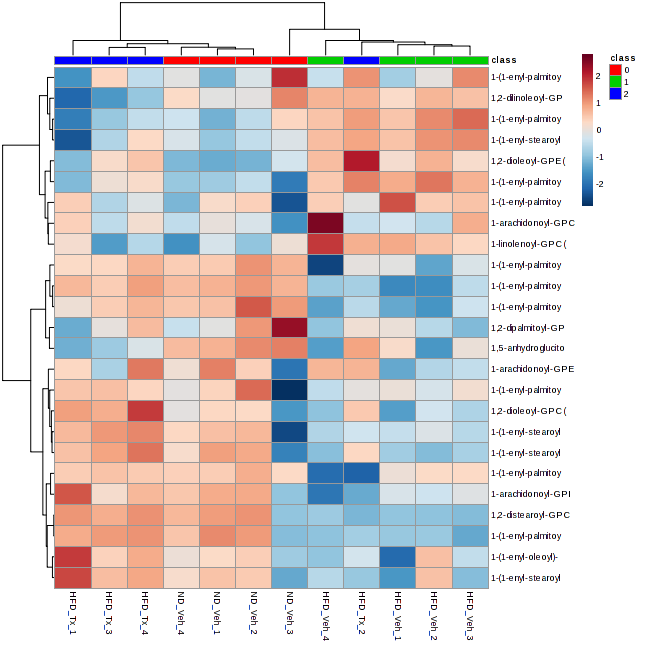 class
1-(1-enyl-palmitoy
1,2-dilinoleoyl-GP
1-(1-enyl-palmitoy
1-(1-enyl-stearoyl
1,2-dioleoyl-GPE (
1-(1-enyl-palmitoy
1-(1-enyl-palmitoy
1-arachidonoyl-GPC
1-linolenoyl-GPC (
1-(1-enyl-palmitoy
1-(1-enyl-palmitoy
1-(1-enyl-palmitoy
1,2-dipalmitoyl-GP
1,5-anhydroglucito
1-arachidonoyl-GPE
1-(1-enyl-palmitoy
1,2-dioleoyl-GPC (
1-(1-enyl-stearoyl
1-(1-enyl-stearoyl
1-(1-enyl-palmitoy
1-arachidonoyl-GPI
1,2-distearoyl-GPC
1-(1-enyl-palmitoy
1-(1-enyl-oleoyl)-
1-(1-enyl-stearoyl
HFD_Tx_1
HFD_Tx_3
HFD_Tx_4
ND_Veh_4
ND_Veh_1
ND_Veh_2
ND_Veh_3
HFD_Veh_4
HFD_Tx_2
HFD_Veh_1
HFD_Veh_2
HFD_Veh_3
2
1
0
-1
-2
class
0
1
2